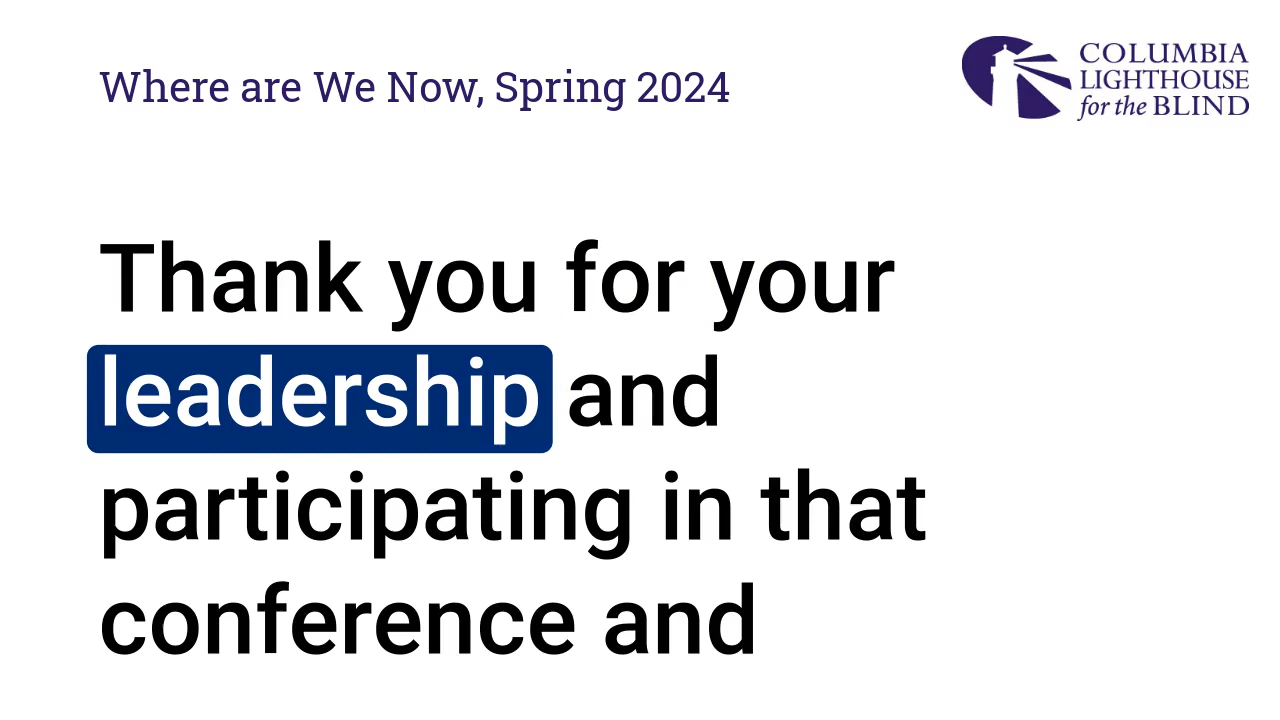 Where are We Now, Spring 2024
COLUMBIA
LIGHTHOUSE
for the BLIND
Thank you for your
leadership and
participating in that
conference and